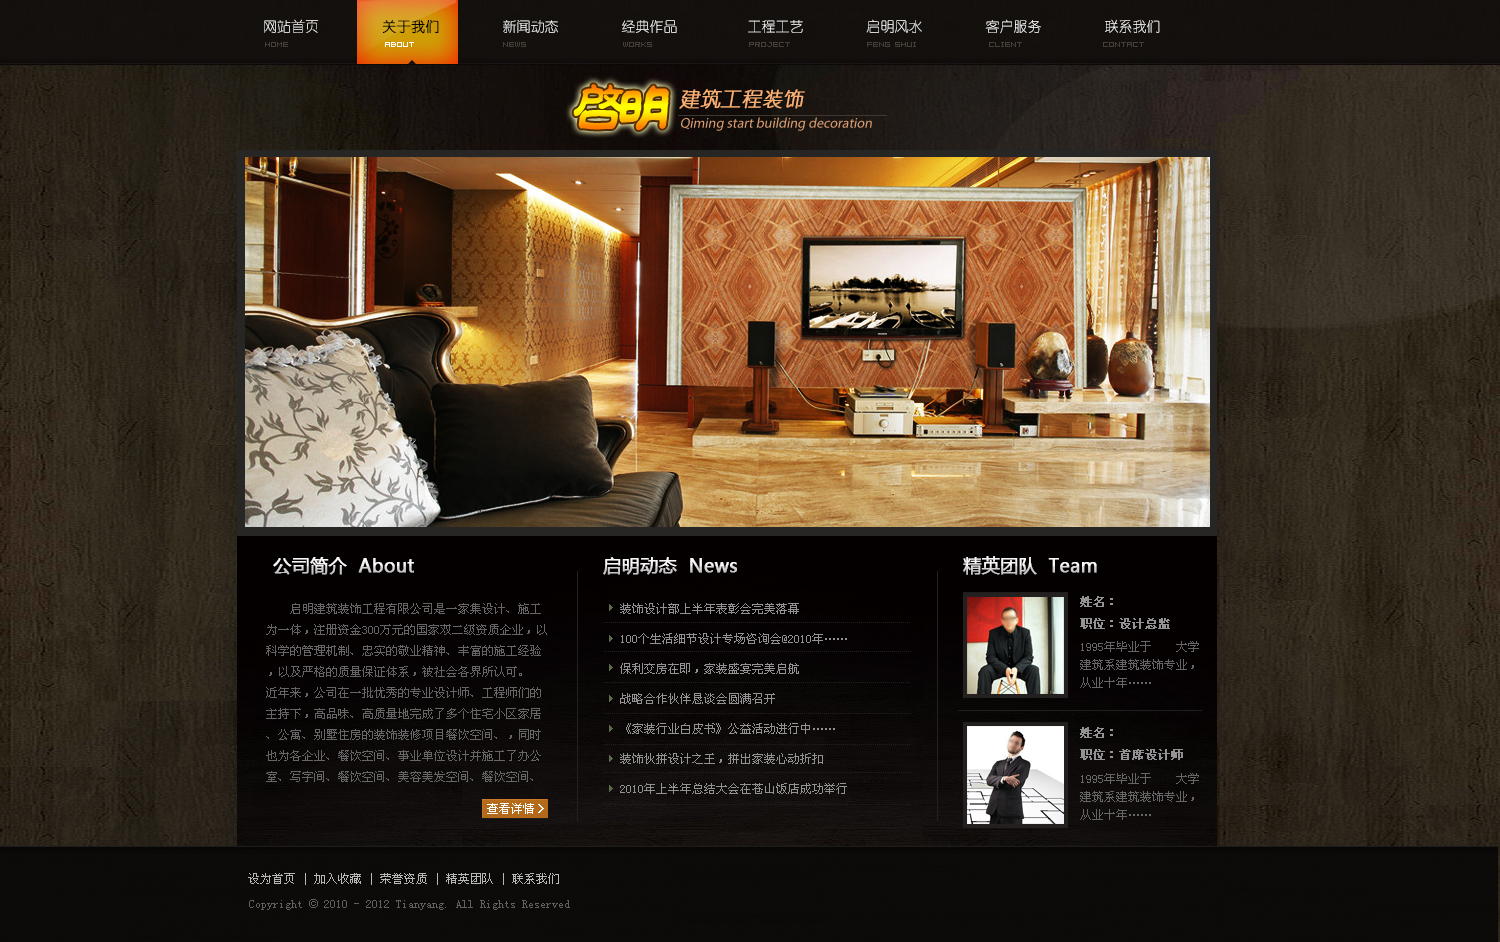 网站首页 关于我们 新闻动态 经典作品 工程工艺 启明风水 客户服务 联系我们
HOME ABOUT NEWS WORKS PROJECT FENG SHUI CLIENT CONTACT
啓明 建筑工程装饰
Qiming start building decoration
公司简介 About
启明建筑装饰工程有限公司是一家集设计、施工
为一体，注册资金300万元的国家双二级资质企业，以
科学的管理机制、忠实的敬业精神、丰富的施工经验
，以及严格的质量保证体系，被社会各界所认可。
近年来，公司在一批优秀的专业设计师、工程师们的
主持下，高品味、高质量地完成了多个住宅小区家居
、公寓、别墅住房的装饰装修项目餐饮空间、，同时
也为各企业、餐饮空间、事业单位设计并施工了办公
室、写字间、餐饮空间、美容美发空间、餐饮空间、
查看详情
启明动态 News
装饰设计部上半年表彰会完美落幕
100个生活细节设计专场咨询会@2010年……
保利交房在即，家装盛宴完美启航
战略合作伙伴恳谈会圆满召开
《家装行业白皮书》公益活动进行中……
装饰伙拼设计之王，拼出家装心动折扣
2010年上半年总结大会在苍山饭店成功举行
精英团队 Team
姓名：
职位：设计总监
1995年毕业于 大学
建筑系建筑装饰专业，
从业十年……
姓名：
职位：首席设计师
1995年毕业于 大学
建筑系建筑装饰专业，
从业十年……
设为首页 | 加入收藏 | 荣誉资质 | 精英团队 | 联系我们
Copyright © 2010 - 2012 Tianyang. All Rights Reserved